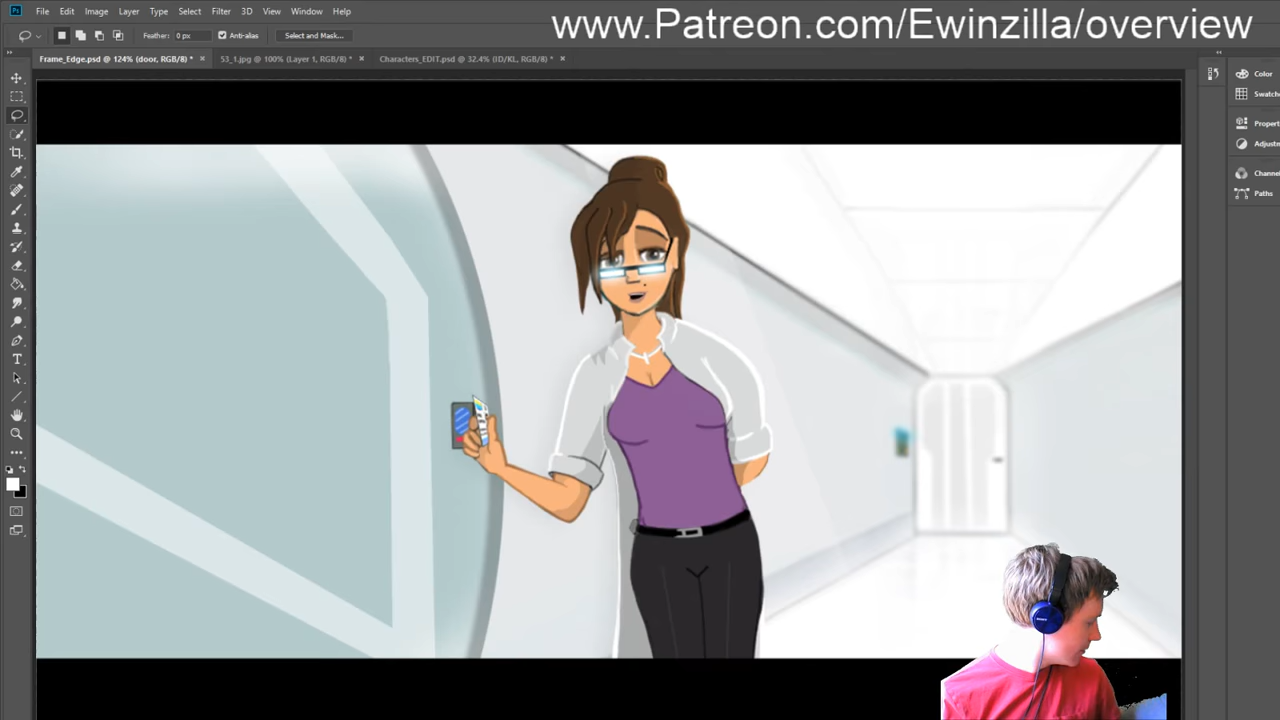 File Edit Image Layer Type Select Filter 3D View Window Help
www.Patreon.com/Ewinzilla/overview
Feather: 0 px Anti-alias Select and Mask...
Frame_Edge.psd @ 124% (door, RGB/8) * × 53_1.jpg @ 100% (Layer 1, RGB/8) * × Characters_EDIT.psd @ 32.4% (ID/KL, RGB/8) * ×
Color
Swatche
Propert
Adjustm
Channe
Paths